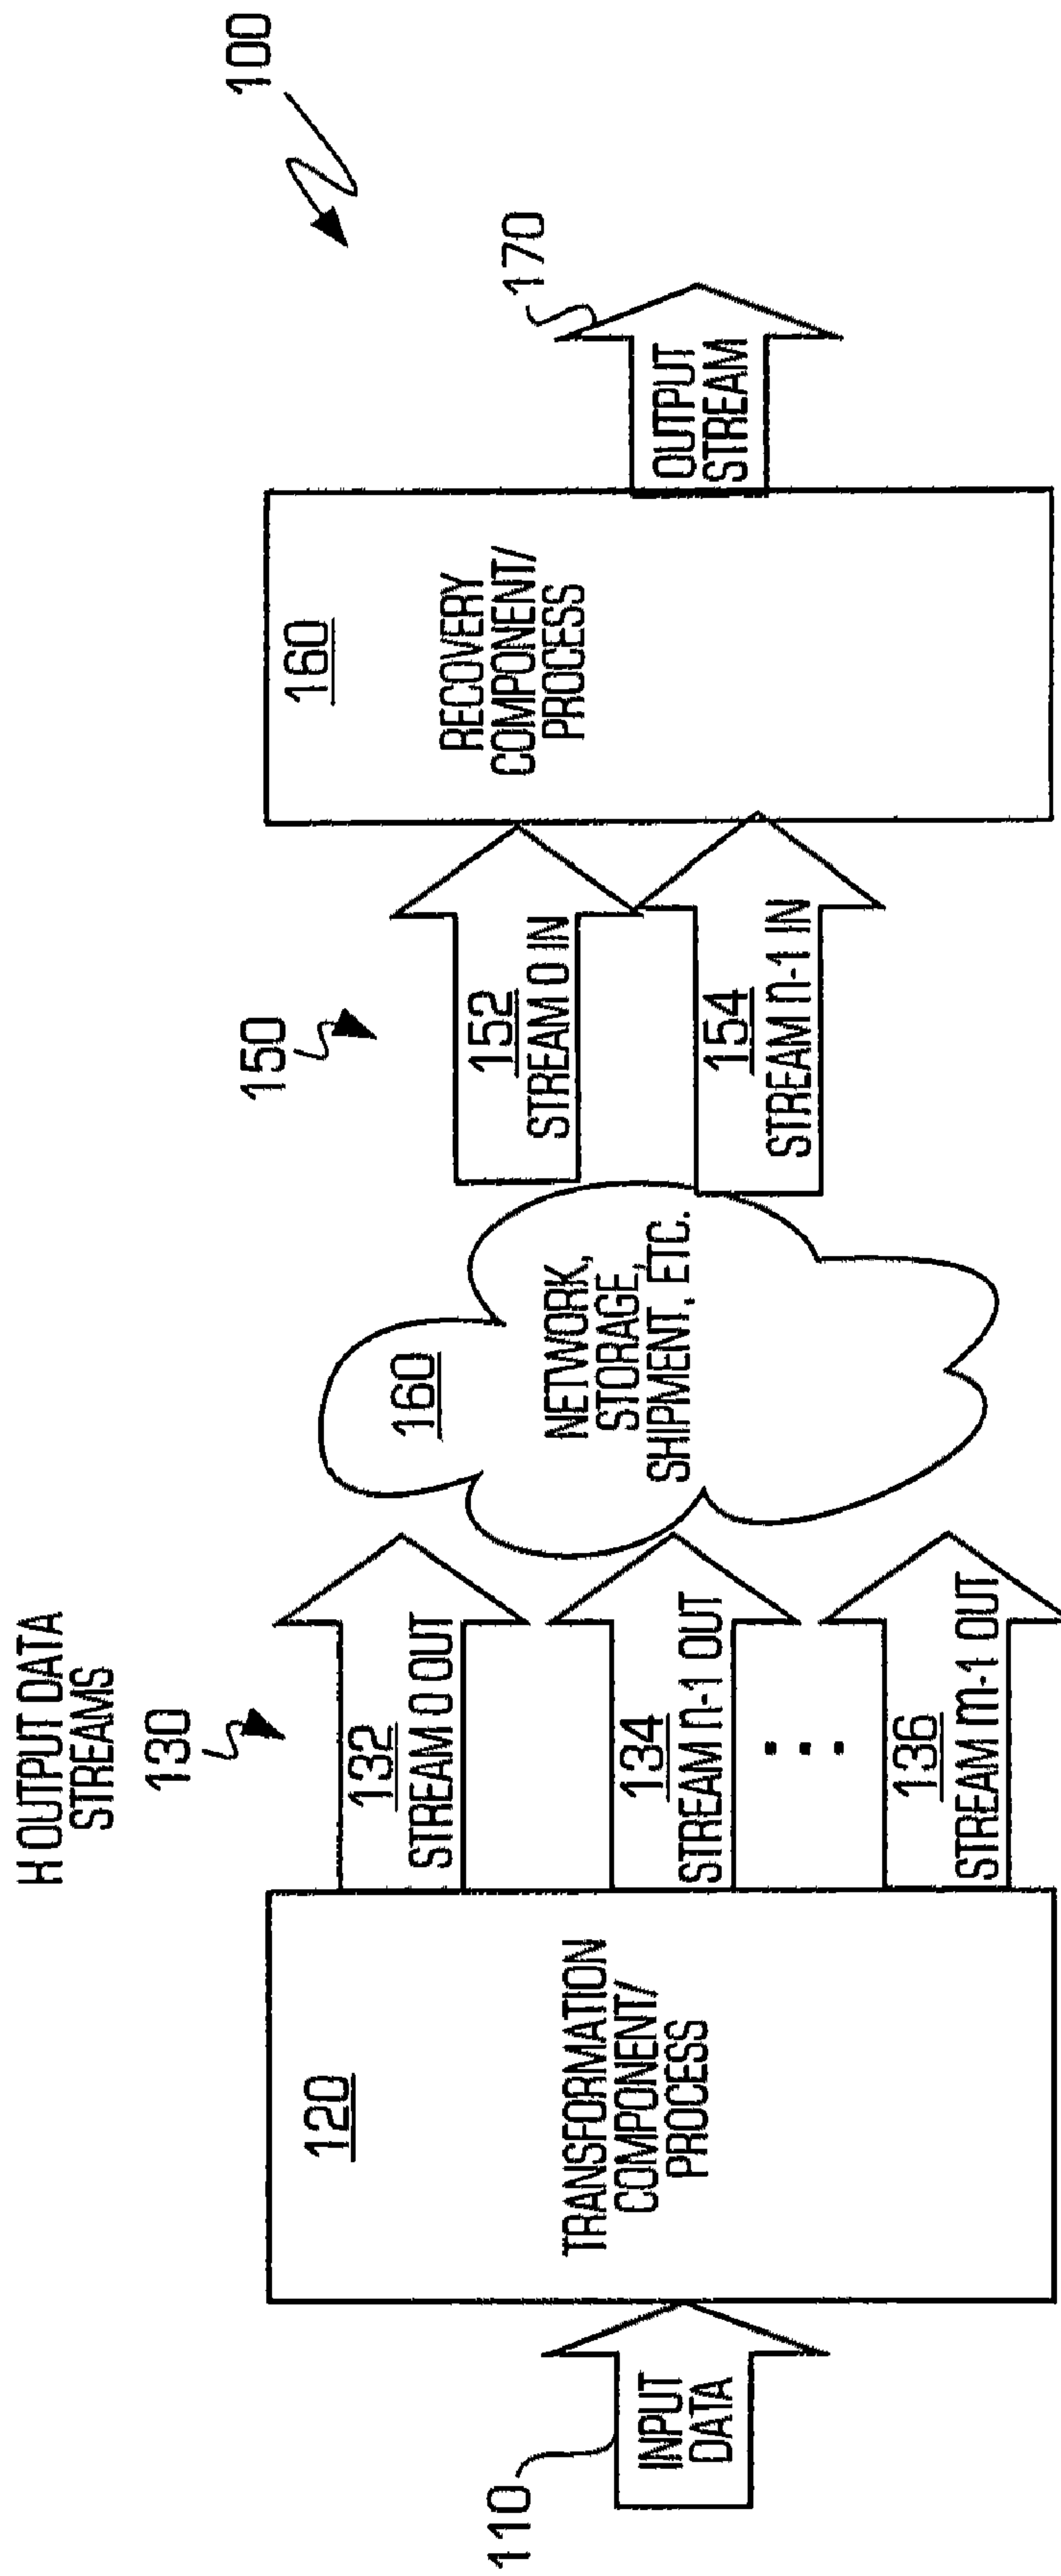 100
H OUTPUT DATA
STREAMS
130
110
INPUT
DATA
120
TRANSFORMATION
COMPONENT/
PROCESS
132
STREAM 0 OUT
134
STREAM n-1 OUT
...
136
STREAM m-1 OUT
160
NETWORK,
STORAGE,
SHIPMENT, ETC.
150
152
STREAM 0 IN
154
STREAM n-1 IN
160
RECOVERY
COMPONENT/
PROCESS
170
OUTPUT
STREAM